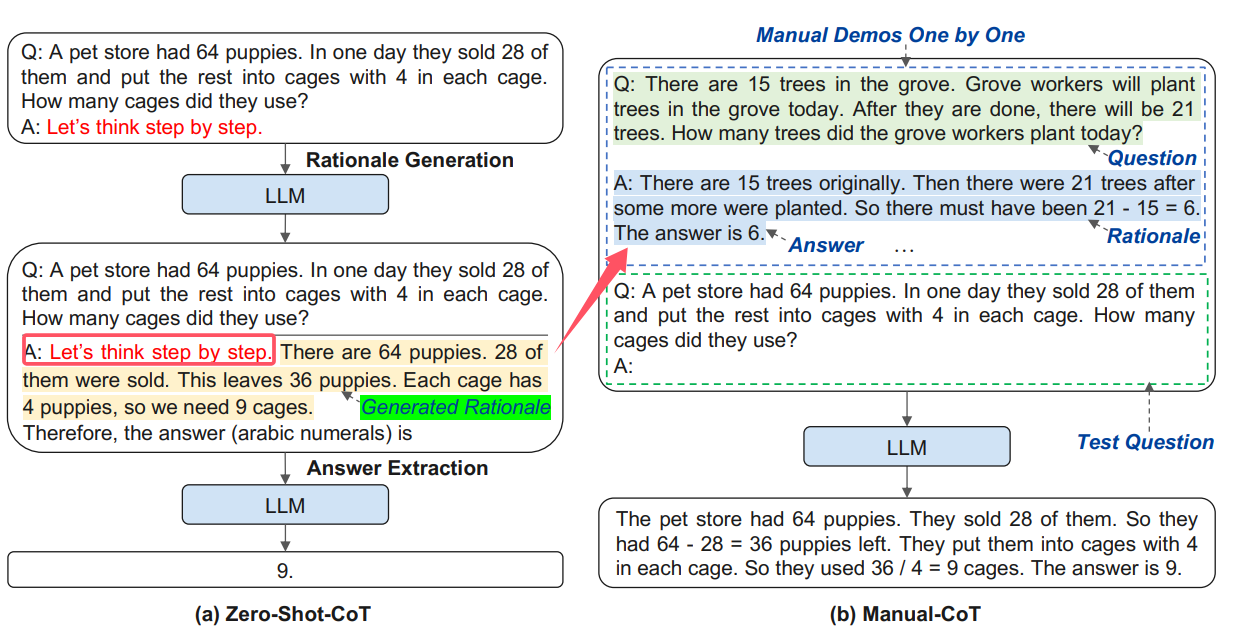 Q: A pet store had 64 puppies. In one day they sold 28 of
them and put the rest into cages with 4 in each cage.
How many cages did they use?
A: Let's think step by step.
Rationale Generation
LLM
Q: A pet store had 64 puppies. In one day they sold 28 of
them and put the rest into cages with 4 in each cage.
How many cages did they use?
A: Let's think step by step. There are 64 puppies. 28 of
them were sold. This leaves 36 puppies. Each cage has
4 puppies, so we need 9 cages.
Generated Rationale
Therefore, the answer (arabic numerals) is
Answer Extraction
LLM
9.
(a) Zero-Shot-CoT
Manual Demos One by One
Q: There are 15 trees in the grove. Grove workers will plant
trees in the grove today. After they are done, there will be 21
trees. How many trees did the grove workers plant today?
Question
A: There are 15 trees originally. Then there were 21 trees after
some more were planted. So there must have been 21 - 15 = 6.
The answer is 6.
Answer
...
Rationale
Q: A pet store had 64 puppies. In one day they sold 28 of them
and put the rest into cages with 4 in each cage. How many
cages did they use?
A:
Test Question
LLM
The pet store had 64 puppies. They sold 28 of them. So they
had 64 - 28 = 36 puppies left. They put them into cages with 4
in each cage. So they used 36 / 4 = 9 cages. The answer is 9.
(b) Manual-CoT